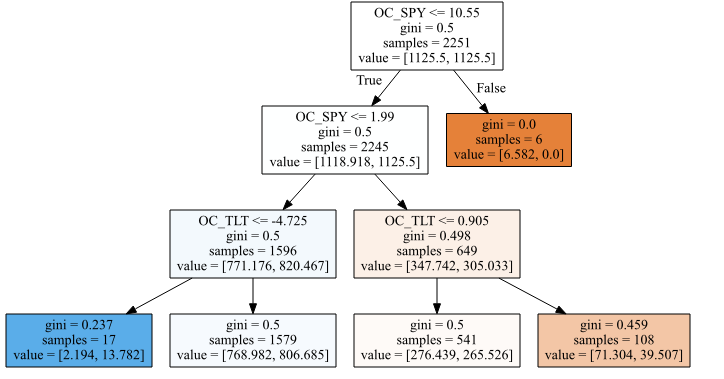 OC_SPY <= 10.55
gini = 0.5
samples = 2251
value = [1125.5, 1125.5]
True
False
OC_SPY <= 1.99
gini = 0.5
samples = 2245
value = [1118.918, 1125.5]
gini = 0.0
samples = 6
value = [6.582, 0.0]
OC_TLT <= -4.725
gini = 0.5
samples = 1596
value = [771.176, 820.467]
OC_TLT <= 0.905
gini = 0.498
samples = 649
value = [347.742, 305.033]
gini = 0.237
samples = 17
value = [2.194, 13.782]
gini = 0.5
samples = 1579
value = [768.982, 806.685]
gini = 0.5
samples = 541
value = [276.439, 265.526]
gini = 0.459
samples = 108
value = [71.304, 39.507]